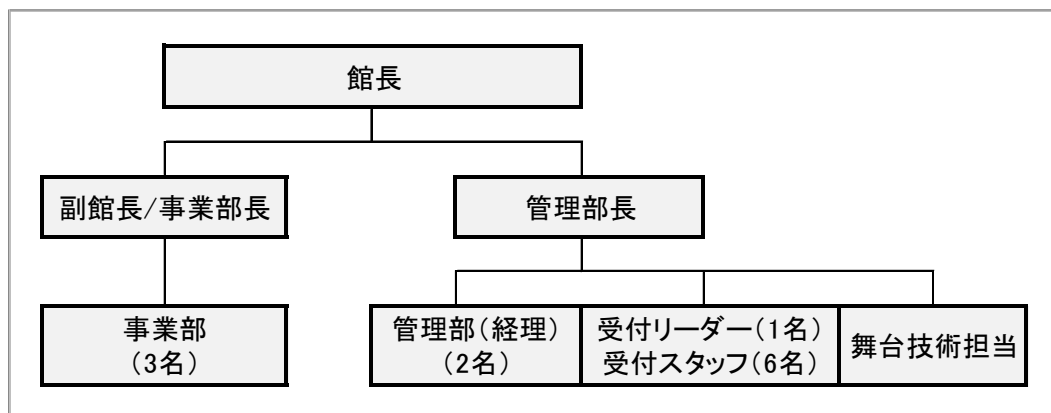 館長
副館長/事業部長
管理部長
事業部
(3名)
管理部(経理)
(2名)
受付リーダー(1名)
受付スタッフ(6名)
舞台技術担当